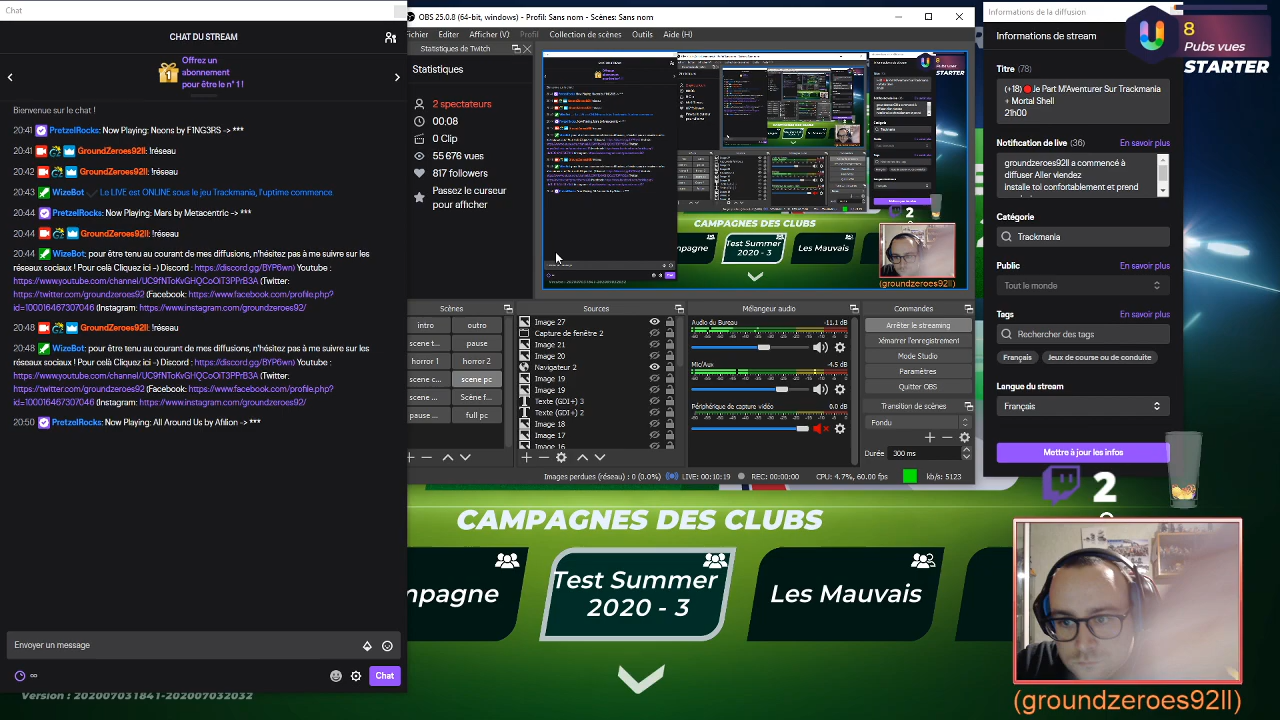 Chat
CHAT DU STREAM
Offrez un
abonnement
pour être le n° 1 !
Bienvenue sur le chat !
20:41 PretzelRocks: Now Playing: Noons by F1NG3RS -> ***
20:41 GroundZeroes92ll: !réseau
20:42 GroundZeroes92ll: !réseau
20:43 WizeBot: Le LIVE est ONLINE sous le jeu Trackmania, l'uptime commence.
20:44 PretzelRocks: Now Playing: Mars by Metacentric -> ***
20:44 GroundZeroes92ll: !réseau
20:44 WizeBot: pour être au courant de mes diffusions, n'hésitez pas à me suivre sur les
réseaux sociaux ! Pour celà Cliquez ici -) Discord : https://discord.gg/BYP6wn) Youtube :
(https://www.youtube.com/channel/UC9fNToKvGHQCoOiT3PPrB3A (Twitter:
https://twitter.com/groundzeroes92 (Facebook: https://www.facebook.com/profile.php?
id=100016467307046 (Instagram: https://www.instagram.com/groundzeroes92/
20:48 GroundZeroes92ll: !réseau
20:48 WizeBot: pour être au courant de mes diffusions, n'hésitez pas à me suivre sur les
réseaux sociaux ! Pour celà Cliquez ici -) Discord : https://discord.gg/BYP6wn) Youtube :
(https://www.youtube.com/channel/UC9fNToKvGHQCoOiT3PPrB3A (Twitter:
https://twitter.com/groundzeroes92 (Facebook: https://www.facebook.com/profile.php?
id=100016467307046 (Instagram: https://www.instagram.com/groundzeroes92/
20:50 PretzelRocks: Now Playing: All Around Us by Afilion -> ***
Envoyer un message
Chat
Version : 202007031841-202007032032
OBS 25.0.8 (64-bit, windows) - Profil: Sans nom - Scènes: Sans nom
Fichier Editer Affichage (V) Profil Collection de scènes Outils Aide (H)
Statistiques de Twitch
Statistiques
2 spectateurs
00:08
0 Clip
55 676 vues
817 followers
Passez le curseur
pour afficher
CAMPAGNES DES CLUBS
Test Summer
2020 - 3
Les Mauvais
2
(groundzeroes92ll)
Scènes
intro outro
scene t... pause
horror 1 horror 2
scene c... scene pc
scene ... Scène f...
pause ... full pc
Sources
Image 27
Capture de fenêtre 2
Image 21
Image 20
Navigateur 2
Image 19
Image 19
Texte (GDI+) 3
Texte (GDI+) 2
Image 18
Image 17
Image 16
Mélangeur audio
Audio du Bureau -11.1 dB
Mic/Aux -4.5 dB
Périphérique de capture vidéo 0.0 dB
Commandes
Arrêter le streaming
Démarrer l'enregistrement
Mode Studio
Paramètres
Quitter OBS
Transition de scènes
Fondu
Durée 300 ms
Images perdues (réseau) : 0 (0.0%) LIVE: 00:10:19 REC: 00:00:00 CPU: 4.7%, 60.00 fps kb/s: 5123
Informations de la diffusion
Informations de stream
8
Pubs vues
STARTER
Titre (78)
(+18) 🔴Je Part M'Aventurer Sur Trackmania
+ Mortal Shell
21h00
Notification de live (36) En savoir plus
groundzeroes92ll a commencé à
diffuser Aller viendez
installe toi confortablement et prend
Catégorie
Trackmania
Public En savoir plus
Tout le monde
Tags En savoir plus
Rechercher des tags
Français Jeux de course ou de conduite
Langue du stream
Français
Mettre à jour les infos
2
CAMPAGNES DES CLUBS
mpagne
Test Summer
2020 - 3
Les Mauvais
(groundzeroes92ll)